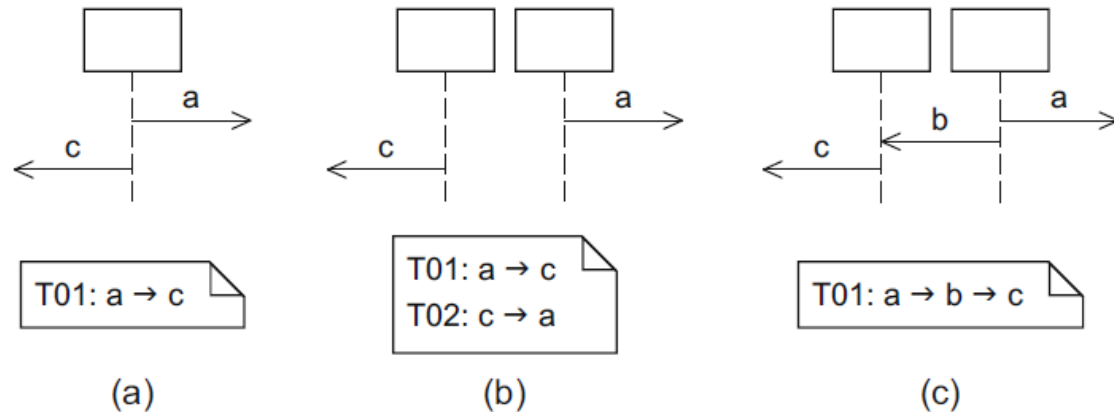 a
c
T01: a → c
(a)
a
c
T01: a → c
T02: c → a
(b)
a
b
c
T01: a → b → c
(c)